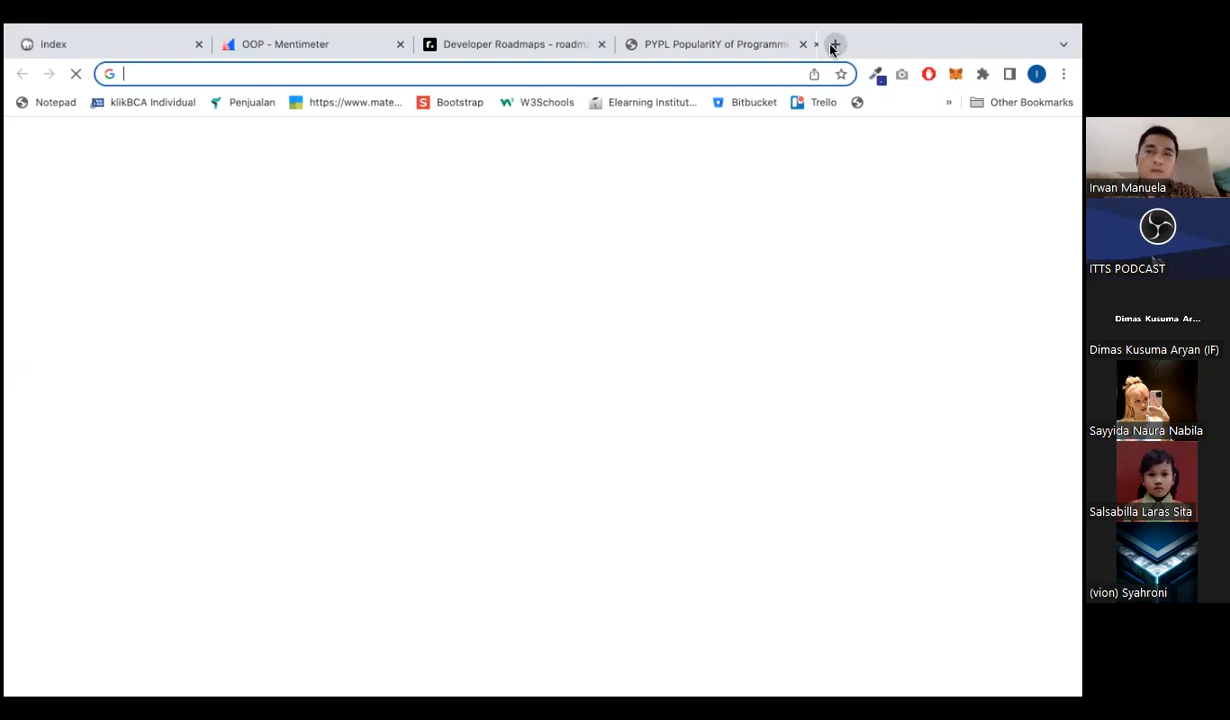 Index
OOP - Mentimeter
Developer Roadmaps - roadm
PYPL PopularitY of Programmi
Notepad
klikBCA Individual
Penjualan
https://www.mate...
Bootstrap
W3Schools
Elearning Institut...
Bitbucket
Trello
»
Other Bookmarks
Irwan Manuela
ITTS PODCAST
Dimas Kusuma Ar...
Dimas Kusuma Aryan (IF)
Sayyida Naura Nabila
Salsabilla Laras Sita
(vion) Syahroni